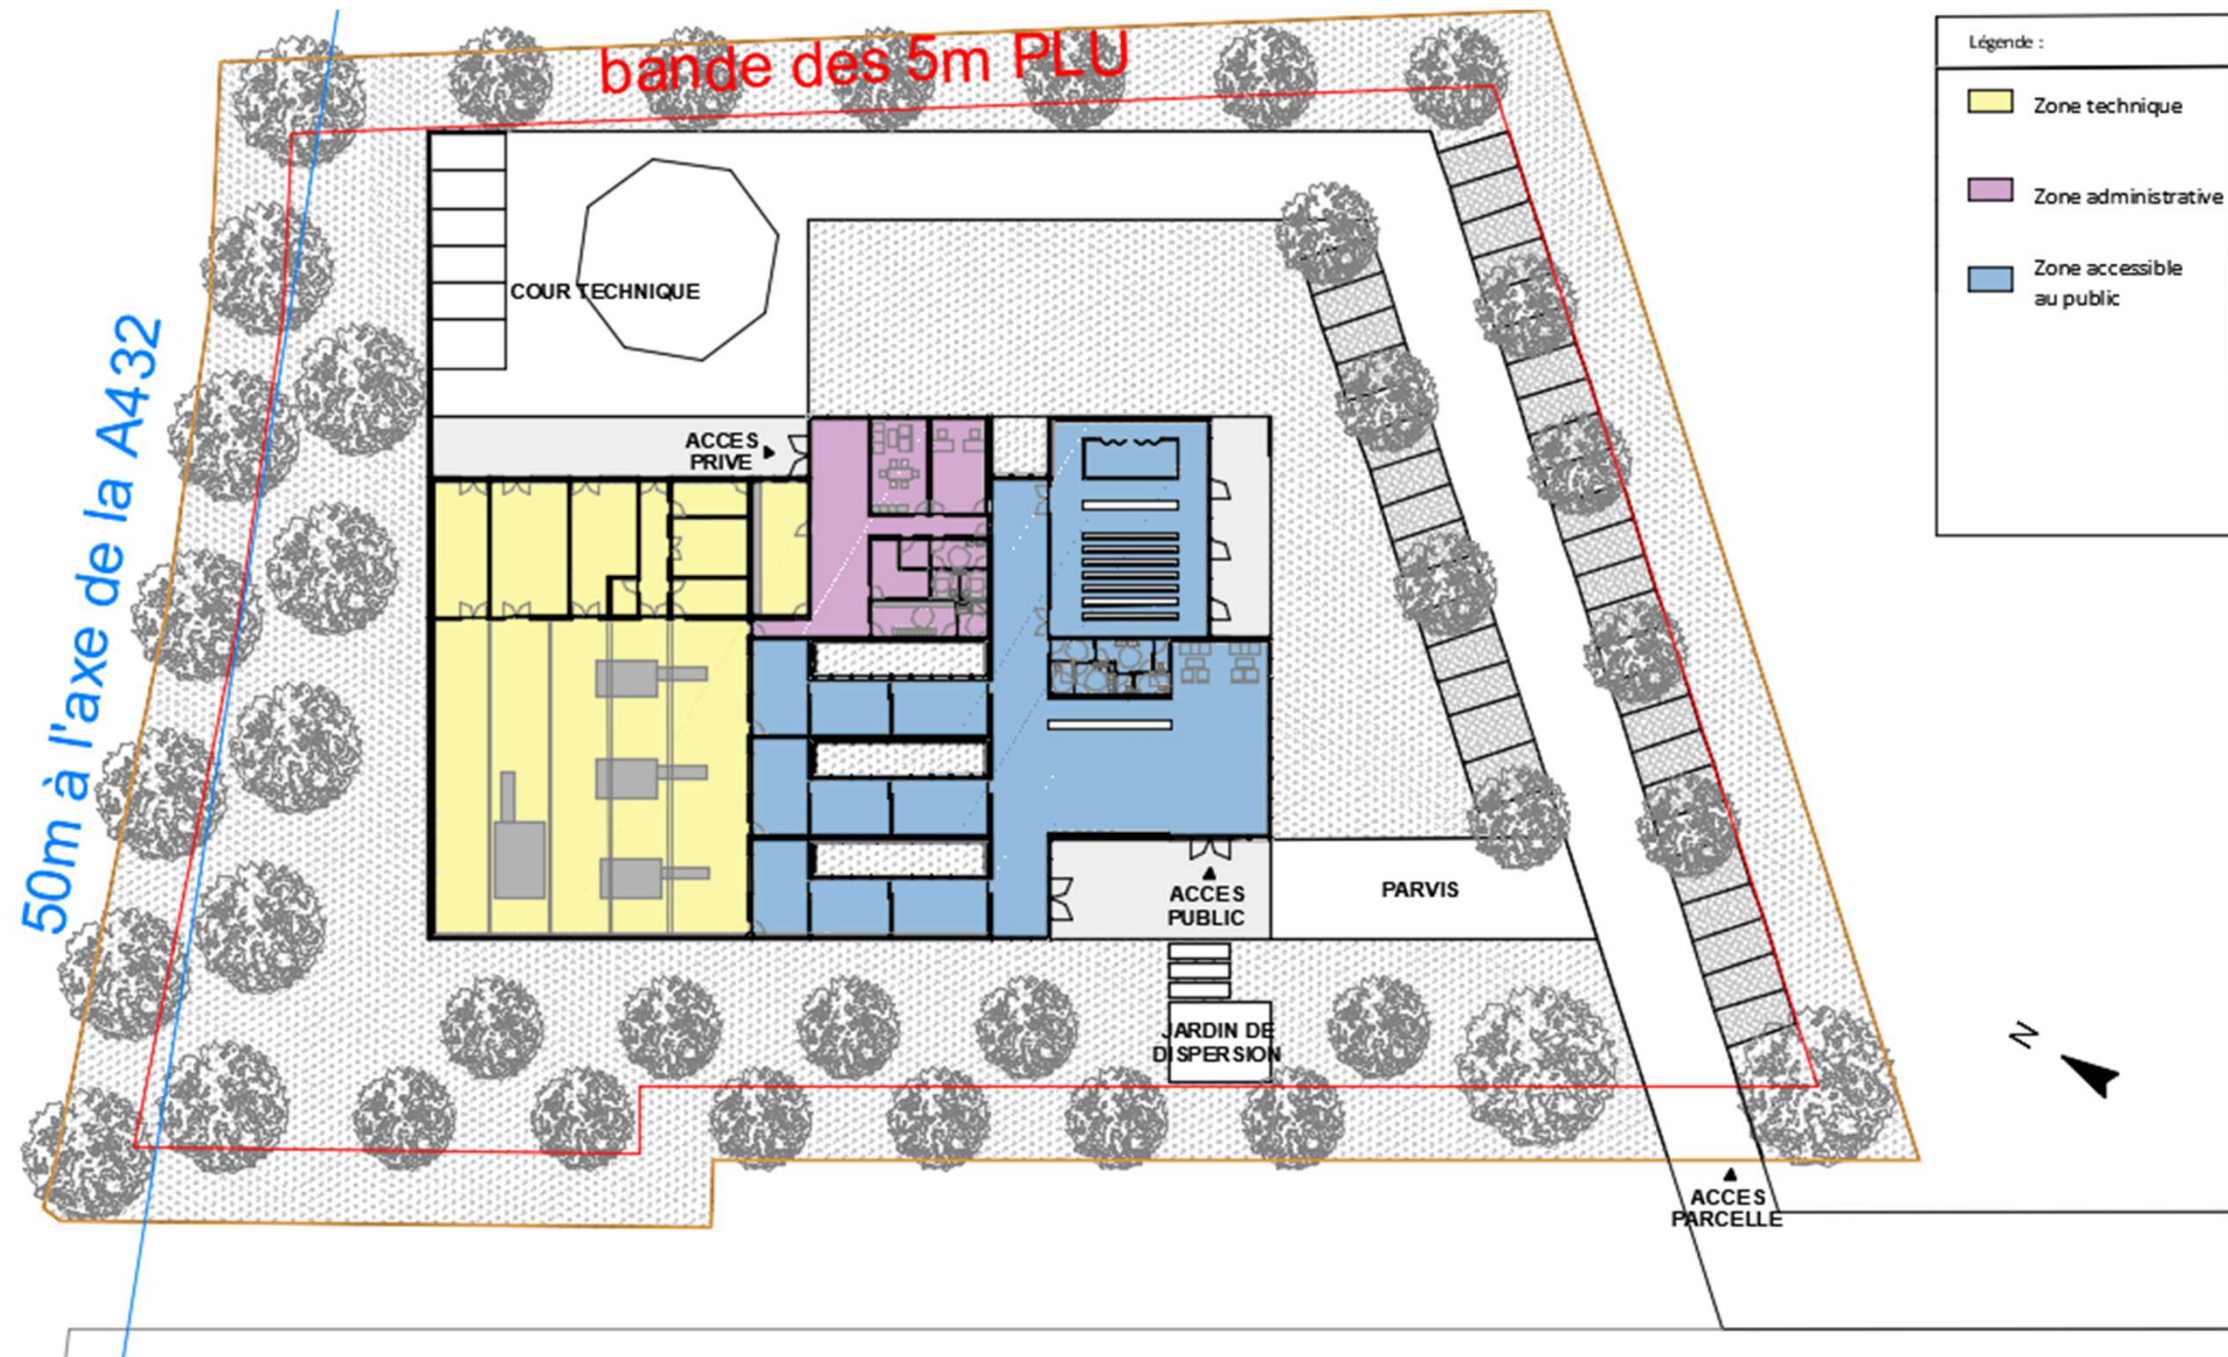 bande des 5m PLU
Légende :
Zone technique
Zone administrative
Zone accessible
au public
50m à l'axe de la A432
COUR TECHNIQUE
ACCES
PRIVE
ACCES
PUBLIC
PARVIS
JARDIN DE
DISPERSION
N
ACCES
PARCELLE